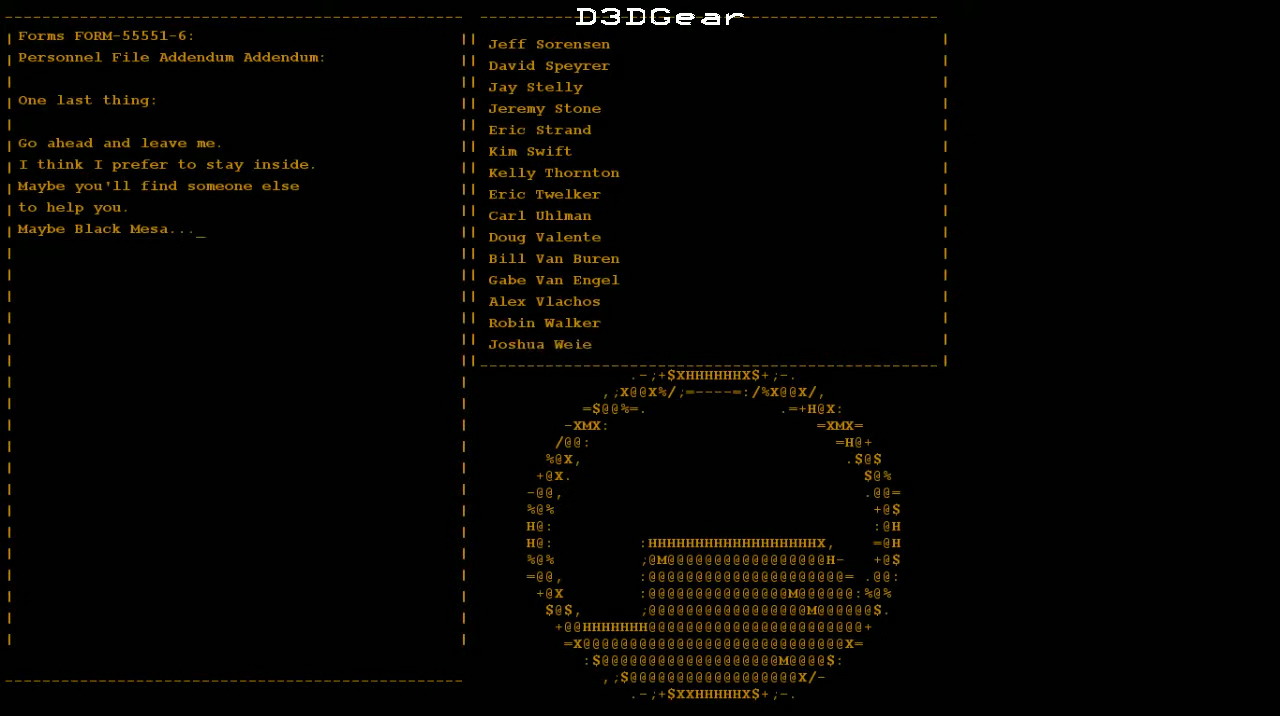 D3DGear
Forms FORM-55551-6:
Personnel File Addendum Addendum:
One last thing:
Go ahead and leave me.
I think I prefer to stay inside.
Maybe you'll find someone else
to help you.
Maybe Black Mesa..._
Jeff Sorensen
David Speyrer
Jay Stelly
Jeremy Stone
Eric Strand
Kim Swift
Kelly Thornton
Eric Twelker
Carl Uhlman
Doug Valente
Bill Van Buren
Gabe Van Engel
Alex Vlachos
Robin Walker
Joshua Weie